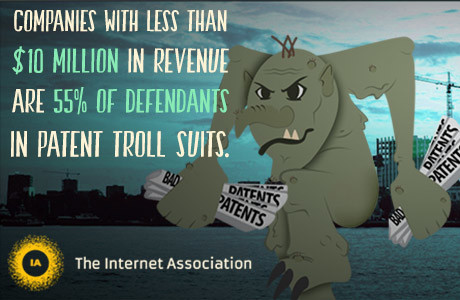 COMPANIES WITH LESS THAN
$10 MILLION IN REVENUE
ARE 55% OF DEFENDANTS
IN PATENT TROLL SUITS.
BAD
PATENTS
PATENTS
BAD
PATENTS
PATENTS
IA
The Internet Association